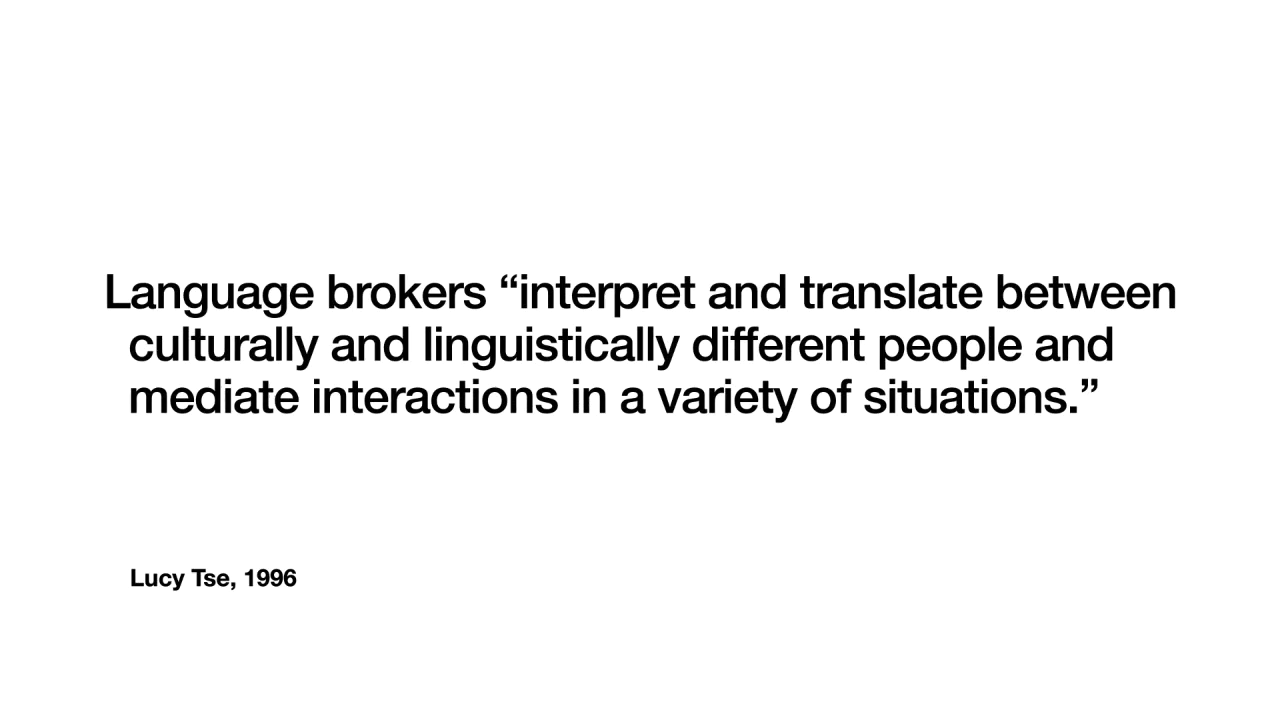 Language brokers “interpret and translate between
culturally and linguistically different people and
mediate interactions in a variety of situations.”
Lucy Tse, 1996